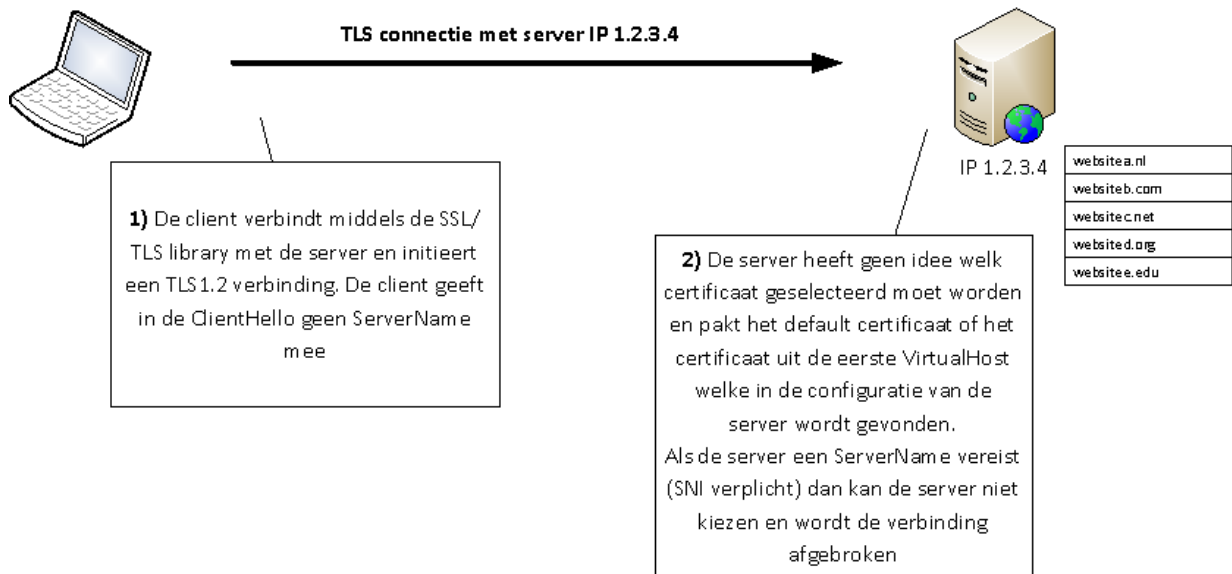 TLS connectie met server IP 1.2.3.4
IP 1.2.3.4
websitea.nl
websiteb.com
websitec.net
websited.org
websitee.edu
1) De client verbindt middels de SSL/
TLS library met de server en initieert
een TLS1.2 verbinding. De client geeft
in de ClientHello geen ServerName
mee
2) De server heeft geen idee welk
certificaat geselecteerd moet worden
en pakt het default certificaat of het
certificaat uit de eerste VirtualHost
welke in de configuratie van de
server wordt gevonden.
Als de server een ServerName vereist
(SNI verplicht) dan kan de server niet
kiezen en wordt de verbinding
afgebroken